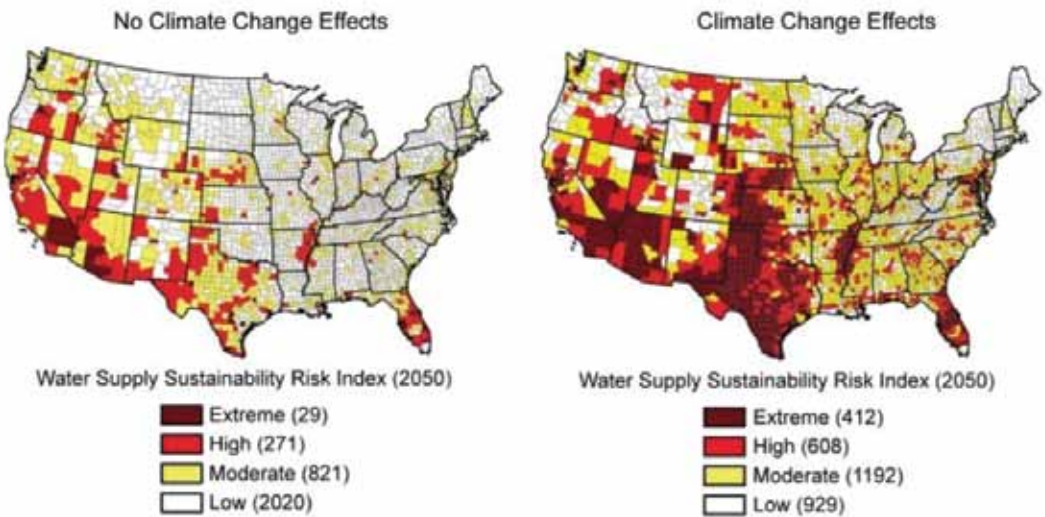 No Climate Change Effects
Water Supply Sustainability Risk Index (2050)
Extreme (29)
High (271)
Moderate (821)
Low (2020)
Climate Change Effects
Water Supply Sustainability Risk Index (2050)
Extreme (412)
High (608)
Moderate (1192)
Low (929)